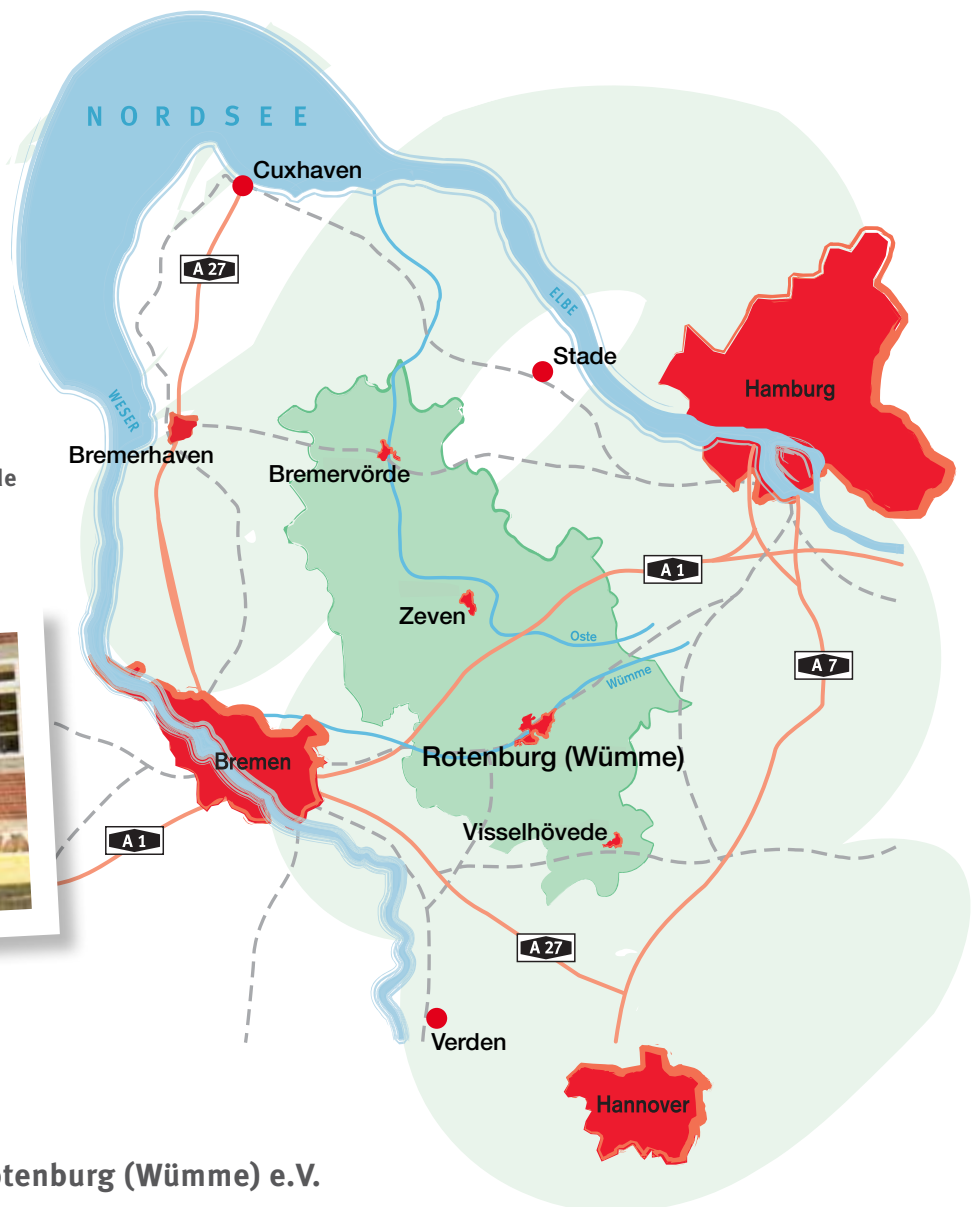 NORDSEE
Cuxhaven
A 27
ELBE
Stade
Hamburg
WESER
Bremerhaven
Bremervörde
A 1
Zeven
Oste
A 7
Wümme
Rotenburg (Wümme)
Bremen
Visselhövede
A 1
A 27
Verden
Hannover
otenburg (Wümme) e.V.